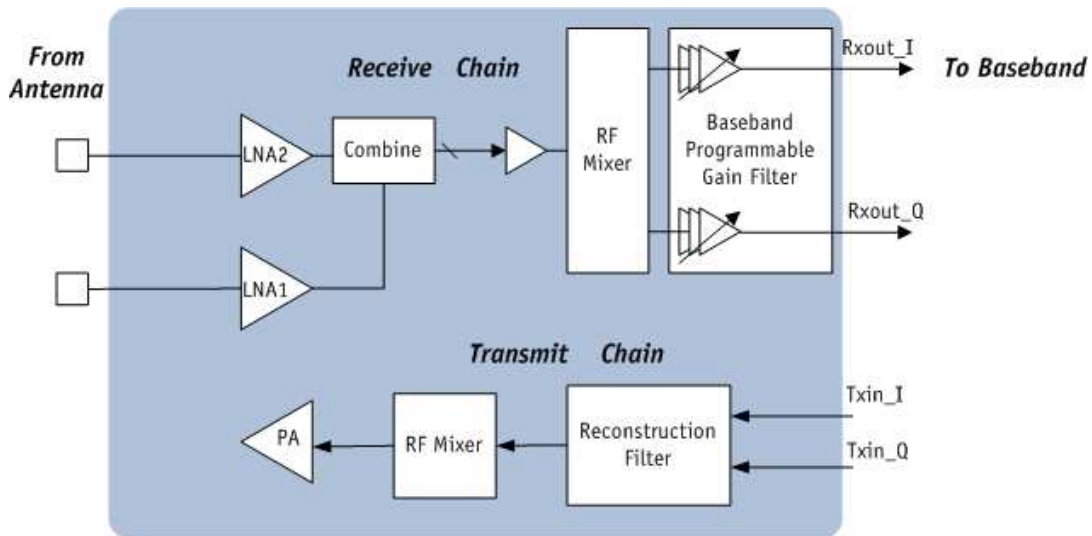 From
Antenna
Receive Chain
LNA2
Combine
RF
Mixer
Baseband
Programmable
Gain Filter
Rxout_I
To Baseband
Rxout_Q
LNA1
Transmit Chain
PA
RF Mixer
Reconstruction
Filter
Txin_I
Txin_Q